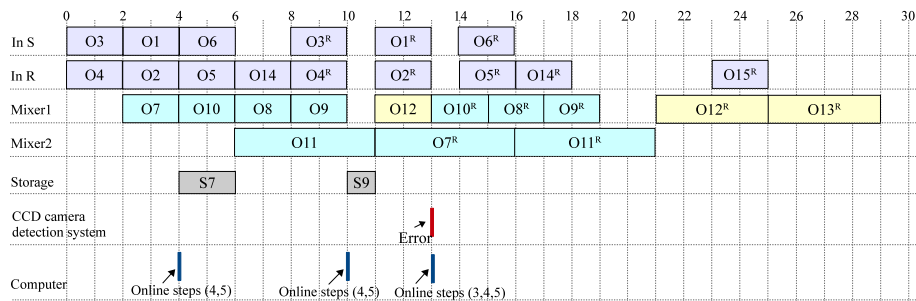 0 2 4 6 8 10 12 14 16 18 20 22 24 26 28 30
In S O3 O1 O6 O3ᴿ O1ᴿ O6ᴿ
In R O4 O2 O5 O14 O4ᴿ O2ᴿ O5ᴿ O14ᴿ O15ᴿ
Mixer1 O7 O10 O8 O9 O12 O10ᴿ O8ᴿ O9ᴿ O12ᴿ O13ᴿ
Mixer2 O11 O7ᴿ O11ᴿ
Storage S7 S9
CCD camera
detection system
Error
Computer
Online steps (4,5) Online steps (4,5) Online steps (3,4,5)